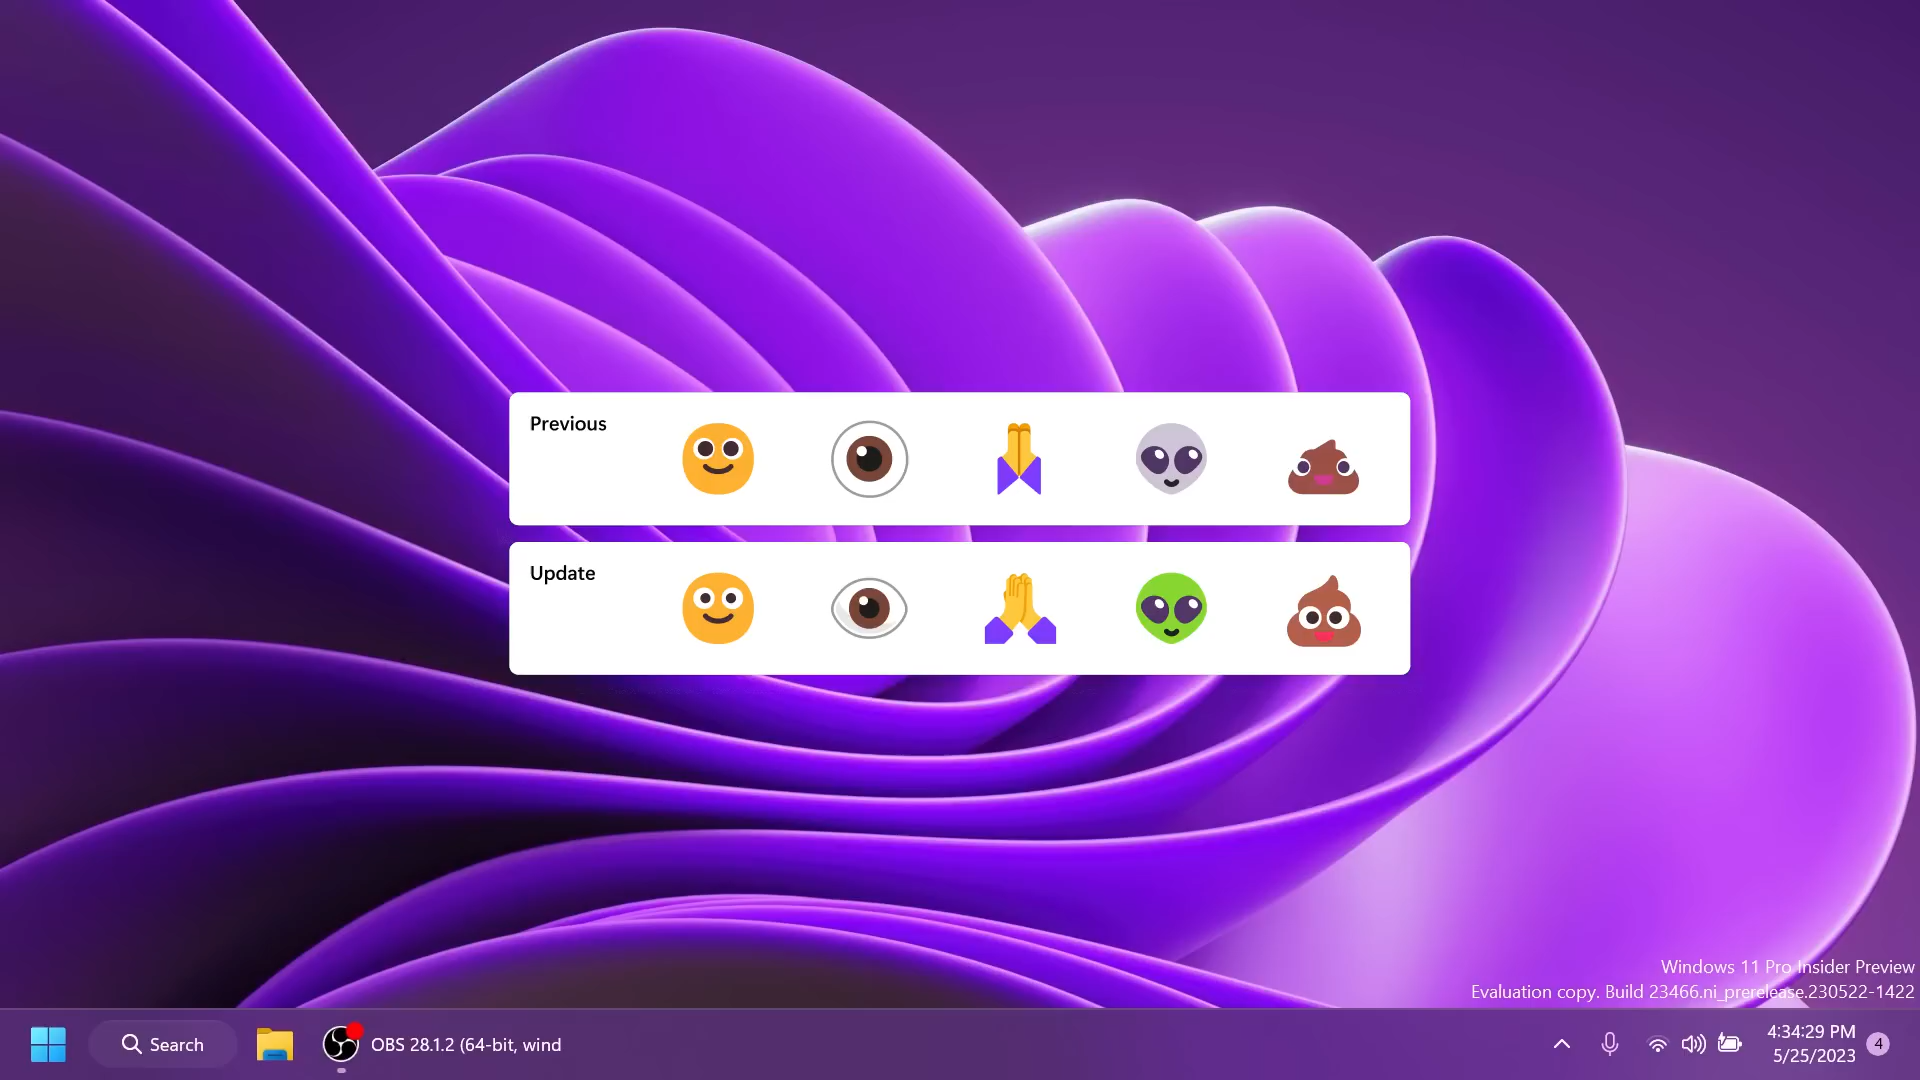 Previous
Update
Windows 11 Pro Insider Preview
Evaluation copy. Build 23466.ni_prerelease.230522-1422
Search
OBS 28.1.2 (64-bit, wind
4:34:29 PM
5/25/2023
4